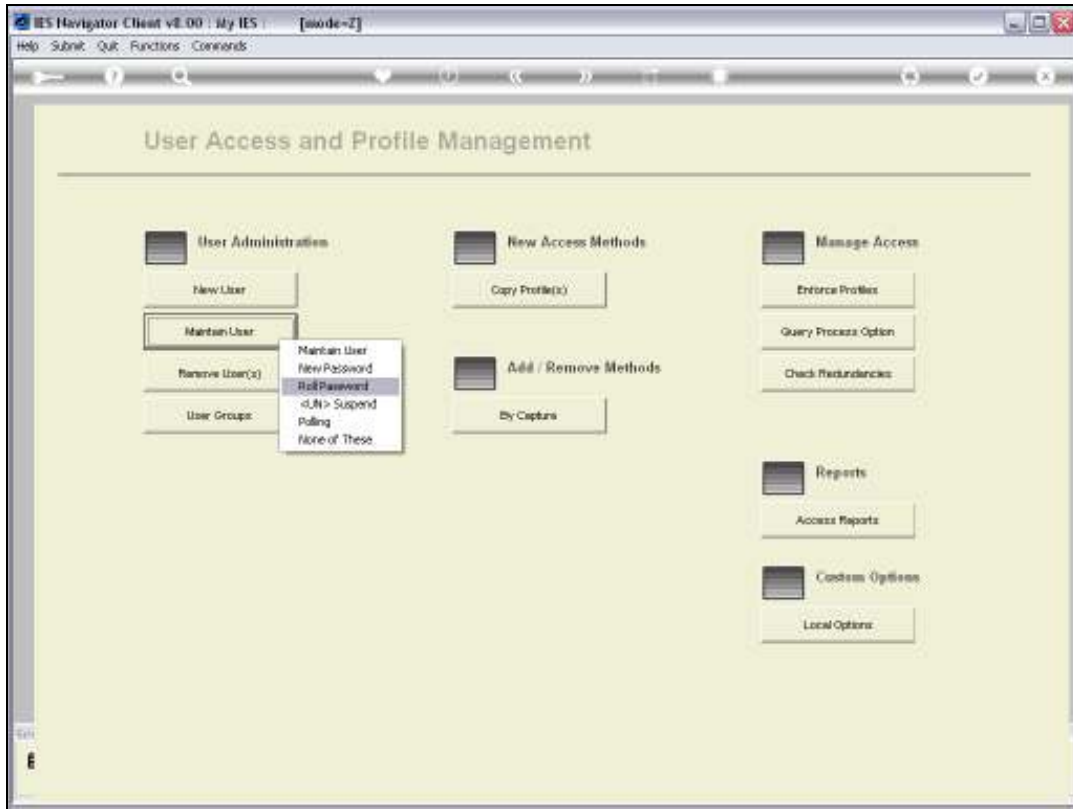 IES Navigator Client v8.00 : My IES : [mode=Z]
Help Submit Quit Functions Commands
User Access and Profile Management
User Administration
New User
Maintain User
Remove User(s)
User Groups
Maintain User
New Password
Roll Password
<UN> Suspend
Polling
None of These
New Access Methods
Copy Profile(s)
Add / Remove Methods
By Capture
Manage Access
Enforce Profiles
Query Process Option
Check Redundancies
Reports
Access Reports
Custom Options
Local Options